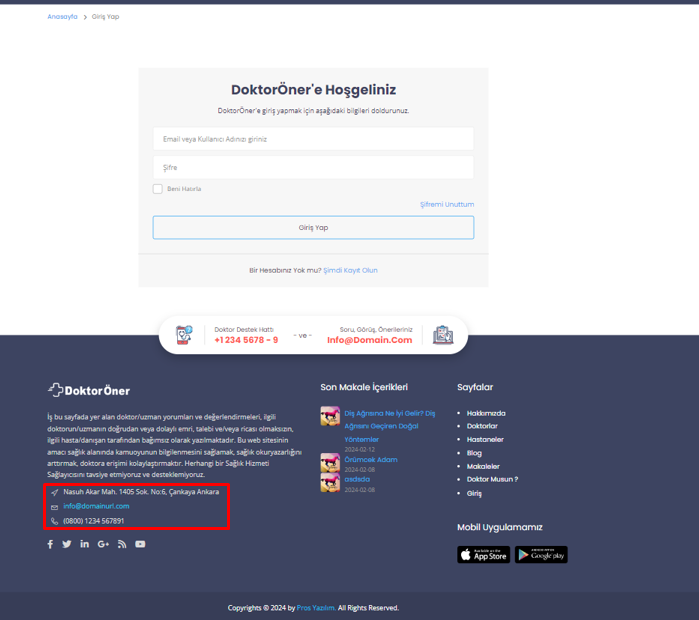 Anasayfa > Giriş Yap
DoktorÖner'e Hoşgeliniz
DoktorÖner'e giriş yapmak için aşağıdaki bilgileri doldurunuz.
Email veya Kullanıcı Adınızı giriniz
Şifre
Beni Hatırla
Şifremi Unuttum
Giriş Yap
Bir Hesabınız Yok mu? Şimdi Kayıt Olun
Doktor Destek Hattı
+1 234 5678 - 9
- ve -
Soru, Görüş, Önerileriniz
Info@Domain.Com
DoktorÖner
İş bu sayfada yer alan doktor/uzman yorumları ve değerlendirmeleri, ilgili
doktorun/uzmanın doğrudan veya dolaylı emri, talebi ve/veya ricası olmaksızın,
ilgili hasta/danışan tarafından bağımsız olarak yazılmaktadır. Bu web sitesinin
amacı sağlık alanında kamuoyunun bilgilenmesini sağlamak, sağlık okuryazarlığını
arttırmak, doktora erişimi kolaylaştırmaktır. Herhangi bir Sağlık Hizmeti
Sağlayıcısını tavsiye etmiyoruz ve desteklemiyoruz.
Nasuh Akar Mah. 1405 Sok. No:6, Çankaya Ankara
info@domainurl.com
(0800) 1234 567891
Son Makale İçerikleri
Diş Ağrısına Ne İyi Gelir? Diş
Ağrısını Geçiren Doğal
Yöntemler
2024-02-12
Örümcek Adam
2024-02-08
asdsda
2024-02-08
Sayfalar
Hakkımızda
Doktorlar
Hastaneler
Blog
Makaleler
Doktor Musun ?
Giriş
Mobil Uygulamamız
Available on the
App Store
Google play
Copyrights © 2024 by Pros Yazılım. All Rights Reserved.